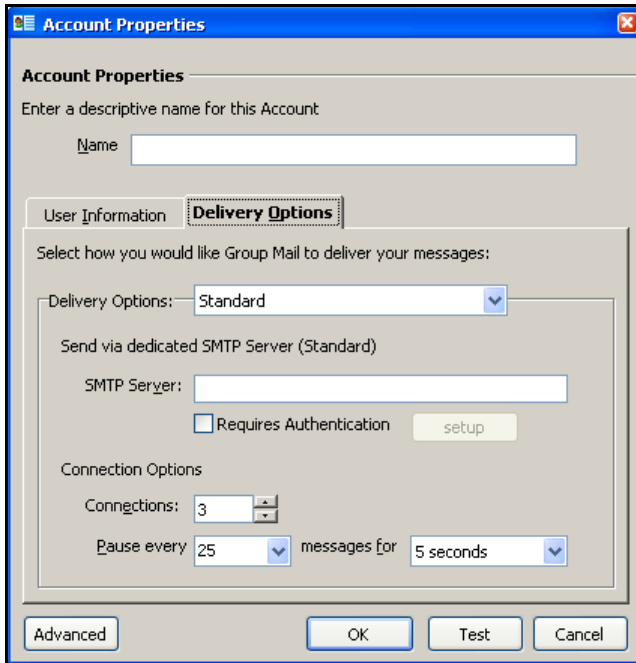 Account Properties
Account Properties
Enter a descriptive name for this Account
Name
User Information Delivery Options
Select how you would like Group Mail to deliver your messages:
Delivery Options: Standard
Send via dedicated SMTP Server (Standard)
SMTP Server:
Requires Authentication setup
Connection Options
Connections: 3
Pause every 25 messages for 5 seconds
Advanced OK Test Cancel